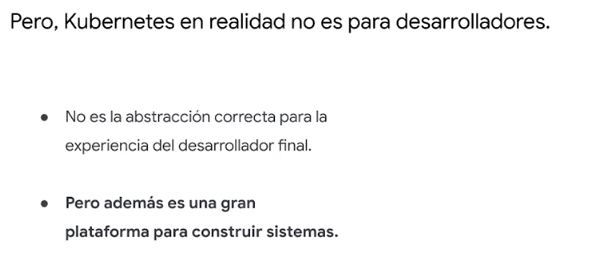 Pero, Kubernetes en realidad no es para desarrolladores.
● No es la abstracción correcta para la
experiencia del desarrollador final.
● Pero además es una gran
plataforma para construir sistemas.